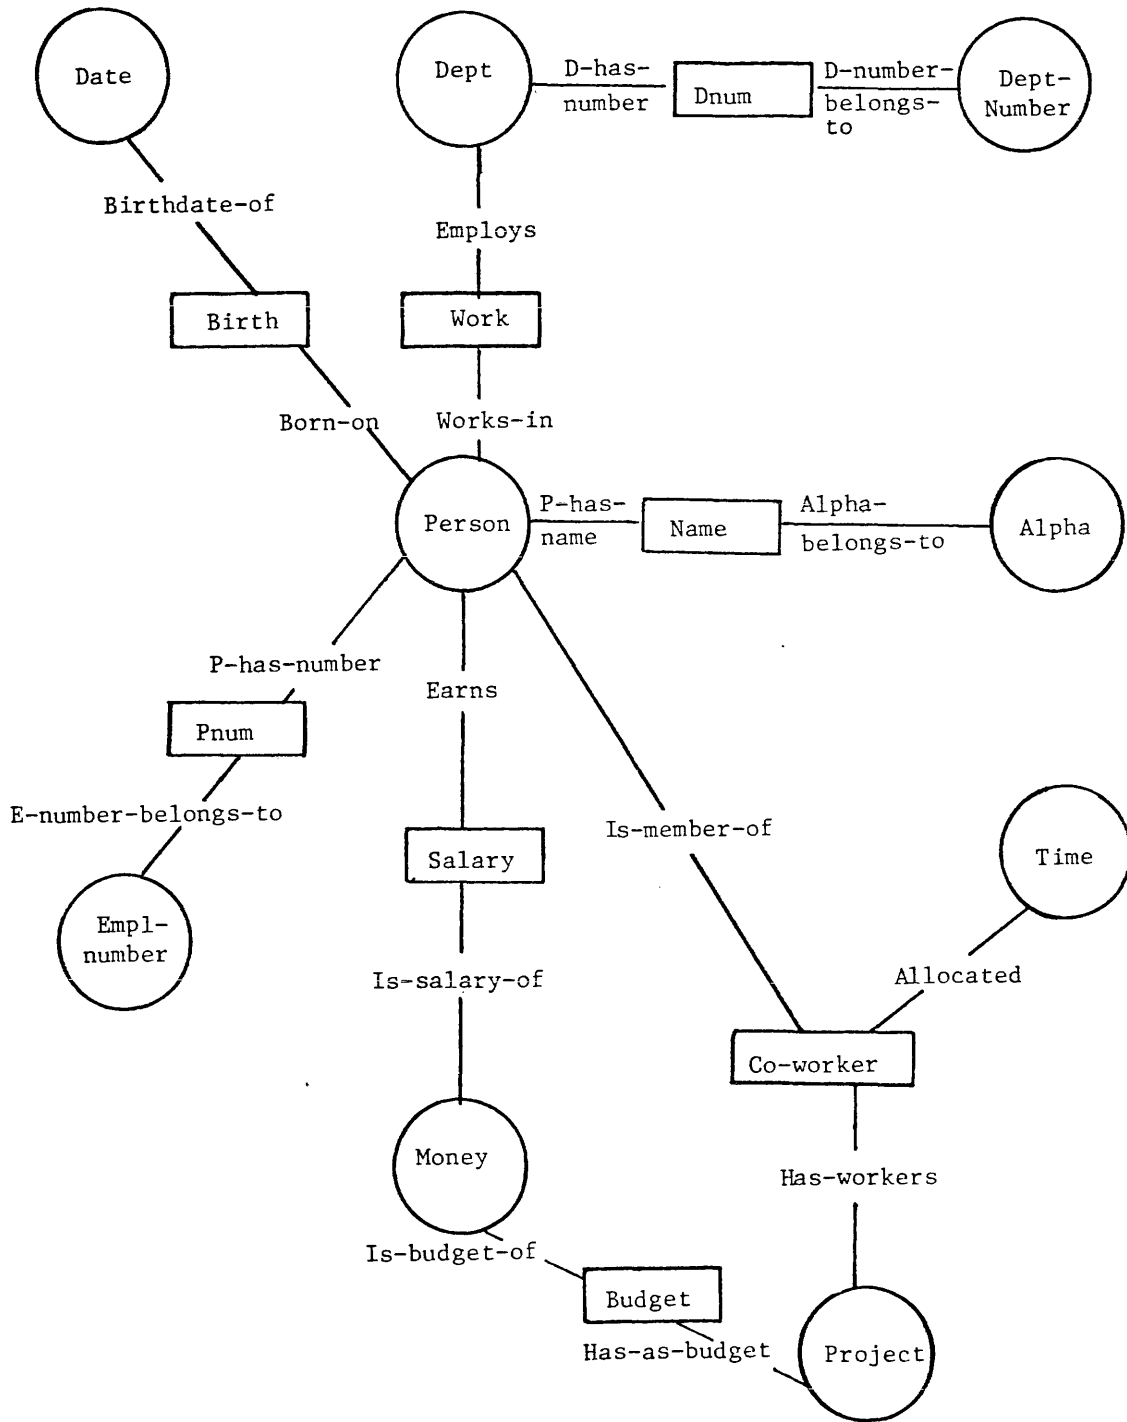 Date
Dept
D-has-
number
Dnum
D-number-
belongs-
to
Dept-
Number
Birthdate-of
Employs
Birth
Work
Born-on
Works-in
Person
P-has-
name
Name
Alpha-
belongs-to
Alpha
P-has-number
Earns
Pnum
E-number-belongs-to
Is-member-of
Salary
Time
Empl-
number
Is-salary-of
Allocated
Co-worker
Money
Has-workers
Is-budget-of
Budget
Has-as-budget
Project